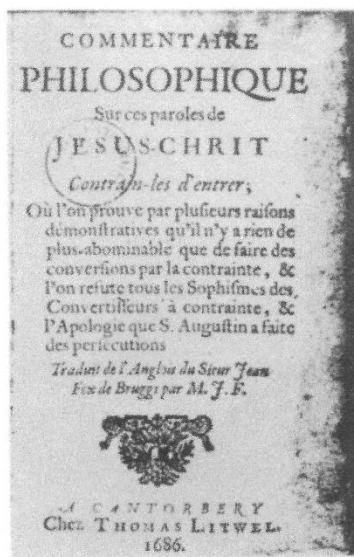 COMMENTAIRE
PHILOSOPHIQUE
Sur ces paroles de
JESUS-CHRIT
Contrain-les d'entrer;
Où l'on prouve par plusieurs raisons
démonstratives qu'il n'y a rien de
plus abominable que de faire des
conversions par la contrainte, &
l'on refute tous les Sophismes des
Convertisseurs à contrainte, &
l'Apologie que S. Augustin a faite
des persécutions
Traduit de l'Anglois du Sieur Jean
Fox de Bruggs par M. J. F.
A CANTORBERY
Chez THOMAS LITWEL.
1686.